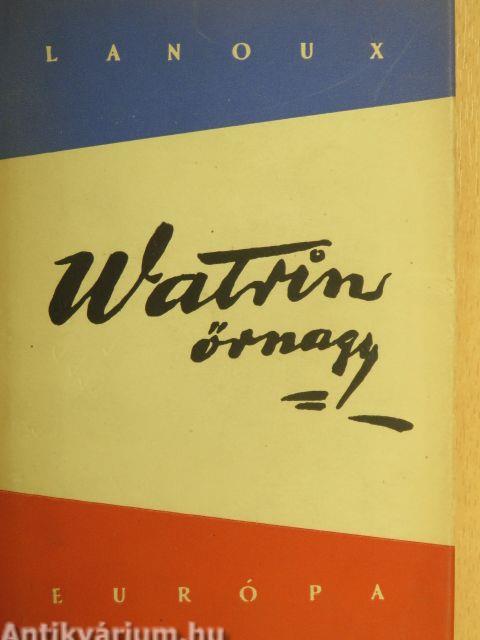 LANOUX
Watrin
őrnagy
EURÓPA
Antikvárium.hu